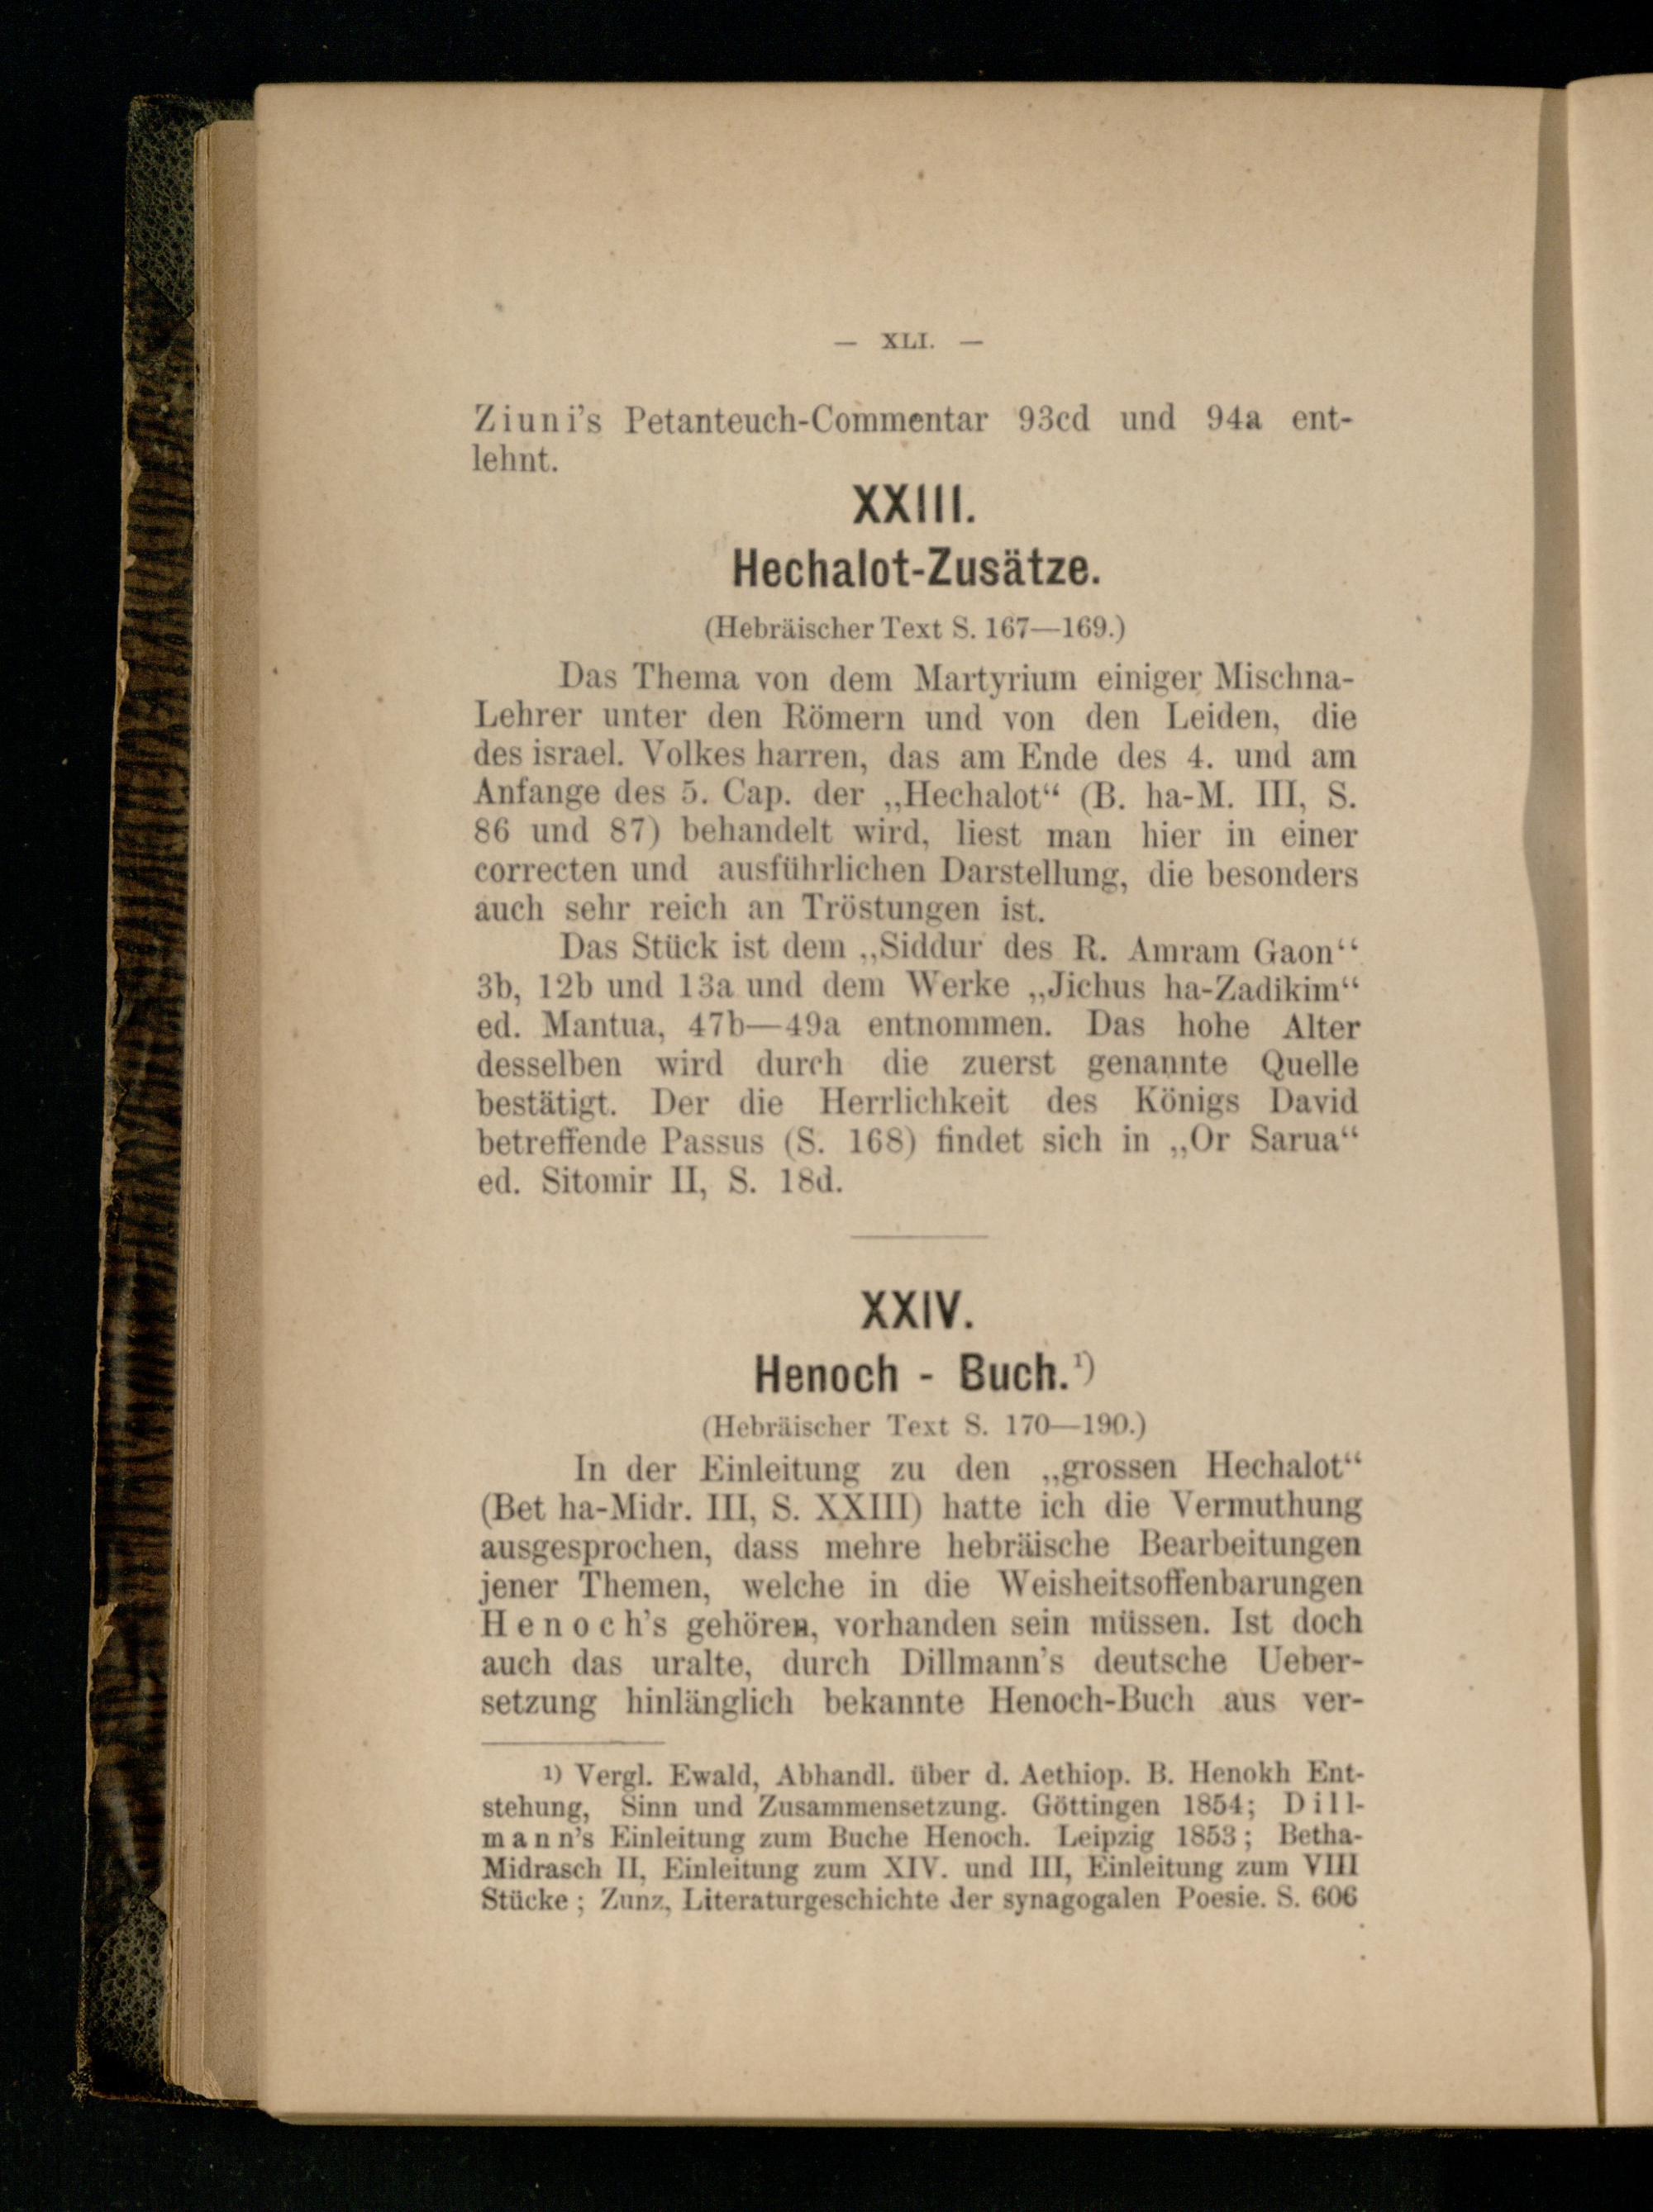 — XLI. —
Ziuni's Petanteuch-Commentar 93cd und 94a ent-
lehnt.
XXIII.
Hechalot-Zusätze.
(Hebräischer Text S. 167—169.)
Das Thema von dem Martyrium einiger Mischna-
Lehrer unter den Römern und von den Leiden, die
des israel. Volkes harren, das am Ende des 4. und am
Anfange des 5. Cap. der „Hechalot“ (B. ha-M. III, S.
86 und 87) behandelt wird, liest man hier in einer
correcten und ausführlichen Darstellung, die besonders
auch sehr reich an Tröstungen ist.
Das Stück ist dem „Siddur des R. Amram Gaon“
3b, 12b und 13a und dem Werke „Jichus ha-Zadikim“
ed. Mantua, 47b—49a entnommen. Das hohe Alter
desselben wird durch die zuerst genannte Quelle
bestätigt. Der die Herrlichkeit des Königs David
betreffende Passus (S. 168) findet sich in „Or Sarua“
ed. Sitomir II, S. 18d.
XXIV.
Henoch - Buch.¹)
(Hebräischer Text S. 170—190.)
In der Einleitung zu den „grossen Hechalot“
(Bet ha-Midr. III, S. XXIII) hatte ich die Vermuthung
ausgesprochen, dass mehre hebräische Bearbeitungen
jener Themen, welche in die Weisheitsoffenbarungen
Henoch's gehören, vorhanden sein müssen. Ist doch
auch das uralte, durch Dillmann's deutsche Ueber-
setzung hinlänglich bekannte Henoch-Buch aus ver-
¹) Vergl. Ewald, Abhandl. über d. Aethiop. B. Henokh Ent-
stehung, Sinn und Zusammensetzung. Göttingen 1854; Dill-
mann's Einleitung zum Buche Henoch. Leipzig 1853; Betha-
Midrasch II, Einleitung zum XIV. und III, Einleitung zum VIII
Stücke; Zunz, Literaturgeschichte der synagogalen Poesie. S. 606